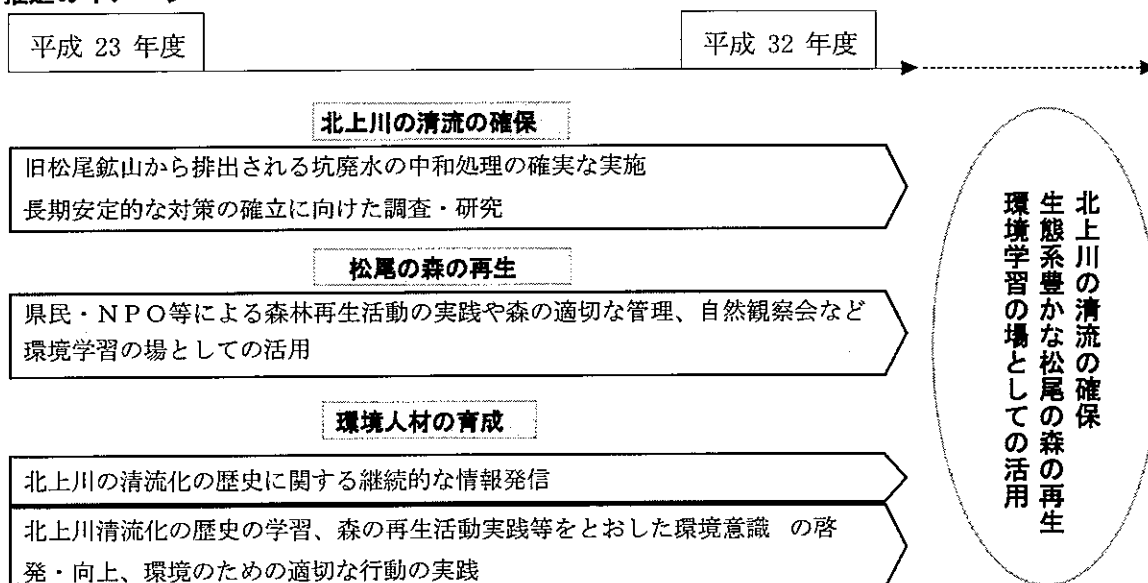 平成 23 年度
平成 32 年度
北上川の清流の確保
旧松尾鉱山から排出される坑廃水の中和処理の確実な実施
長期安定的な対策の確立に向けた調査・研究
松尾の森の再生
県民・NPO等による森林再生活動の実践や森の適切な管理、自然観察会など
環境学習の場としての活用
環境人材の育成
北上川の清流化の歴史に関する継続的な情報発信
北上川清流化の歴史の学習、森の再生活動実践等をとおした環境意識 の啓
発・向上、環境のための適切な行動の実践
北上川の清流の確保
生態系豊かな松尾の森の再生
環境学習の場としての活用